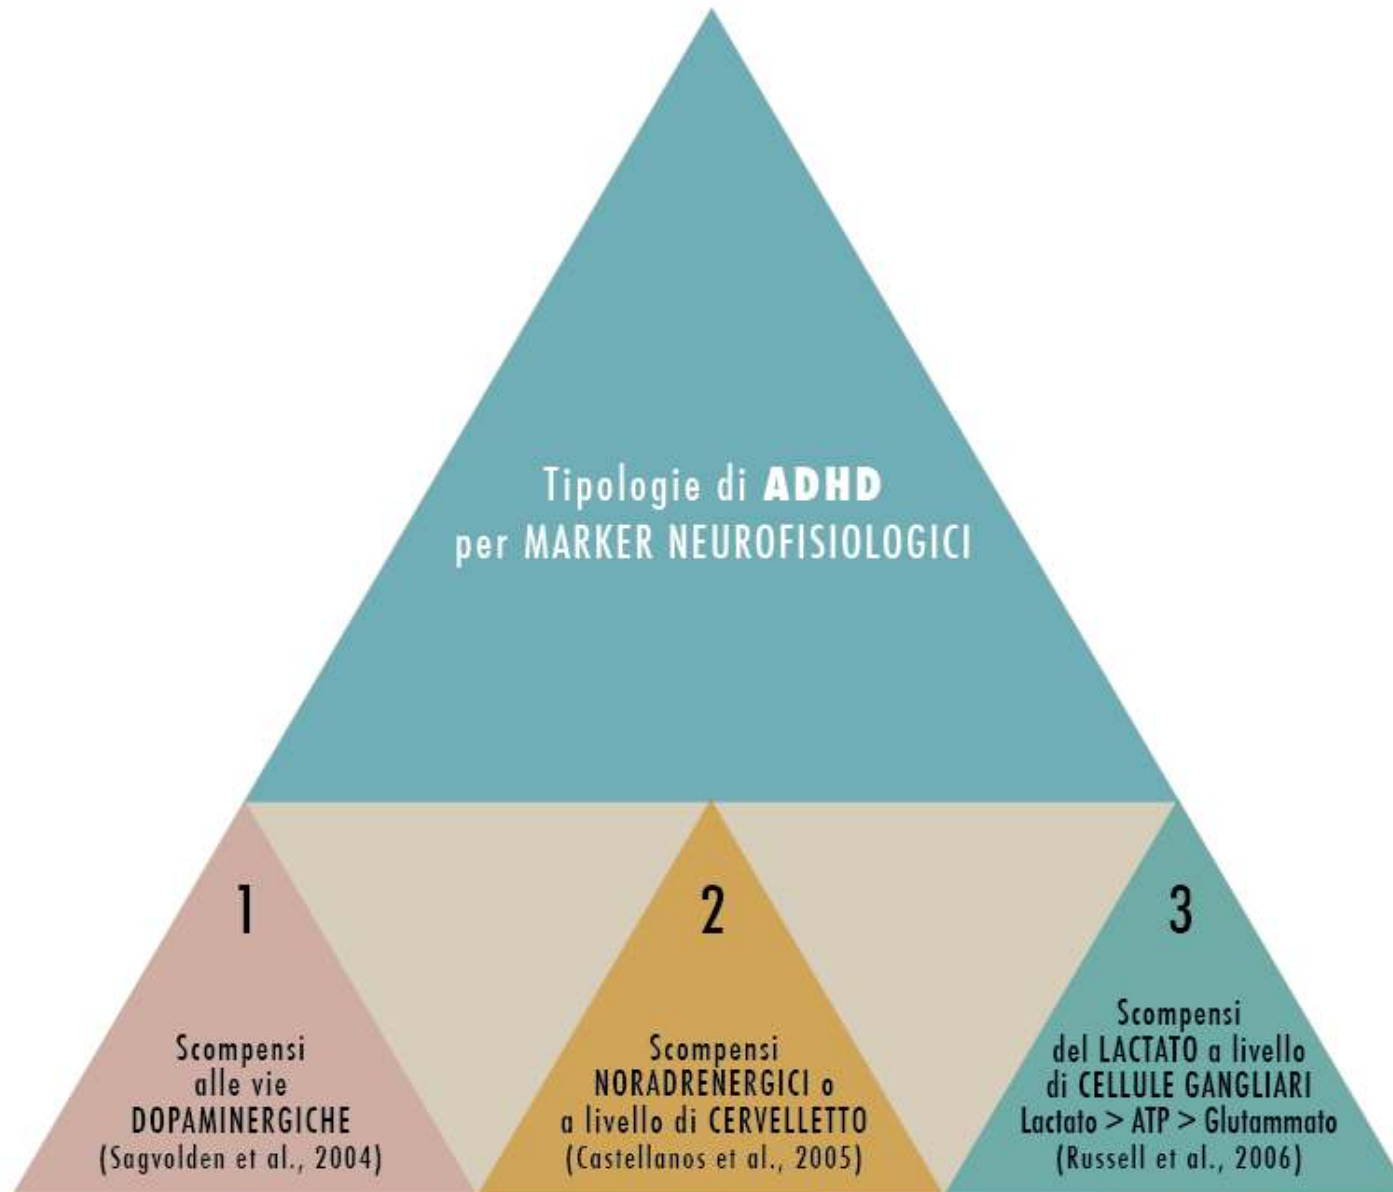 Tipologie di ADHD
per MARKER NEUROFISIOLOGICI
1
Scompensi
alle vie
DOPAMINERGICHE
(Sagvolden et al., 2004)
2
Scompensi
NORADRENERGICI o
a livello di CERVELLETTO
(Castellanos et al., 2005)
3
Scompensi
del LACTATO a livello
di CELLULE GANGLIARI
Lactato > ATP > Glutammato
(Russell et al., 2006)